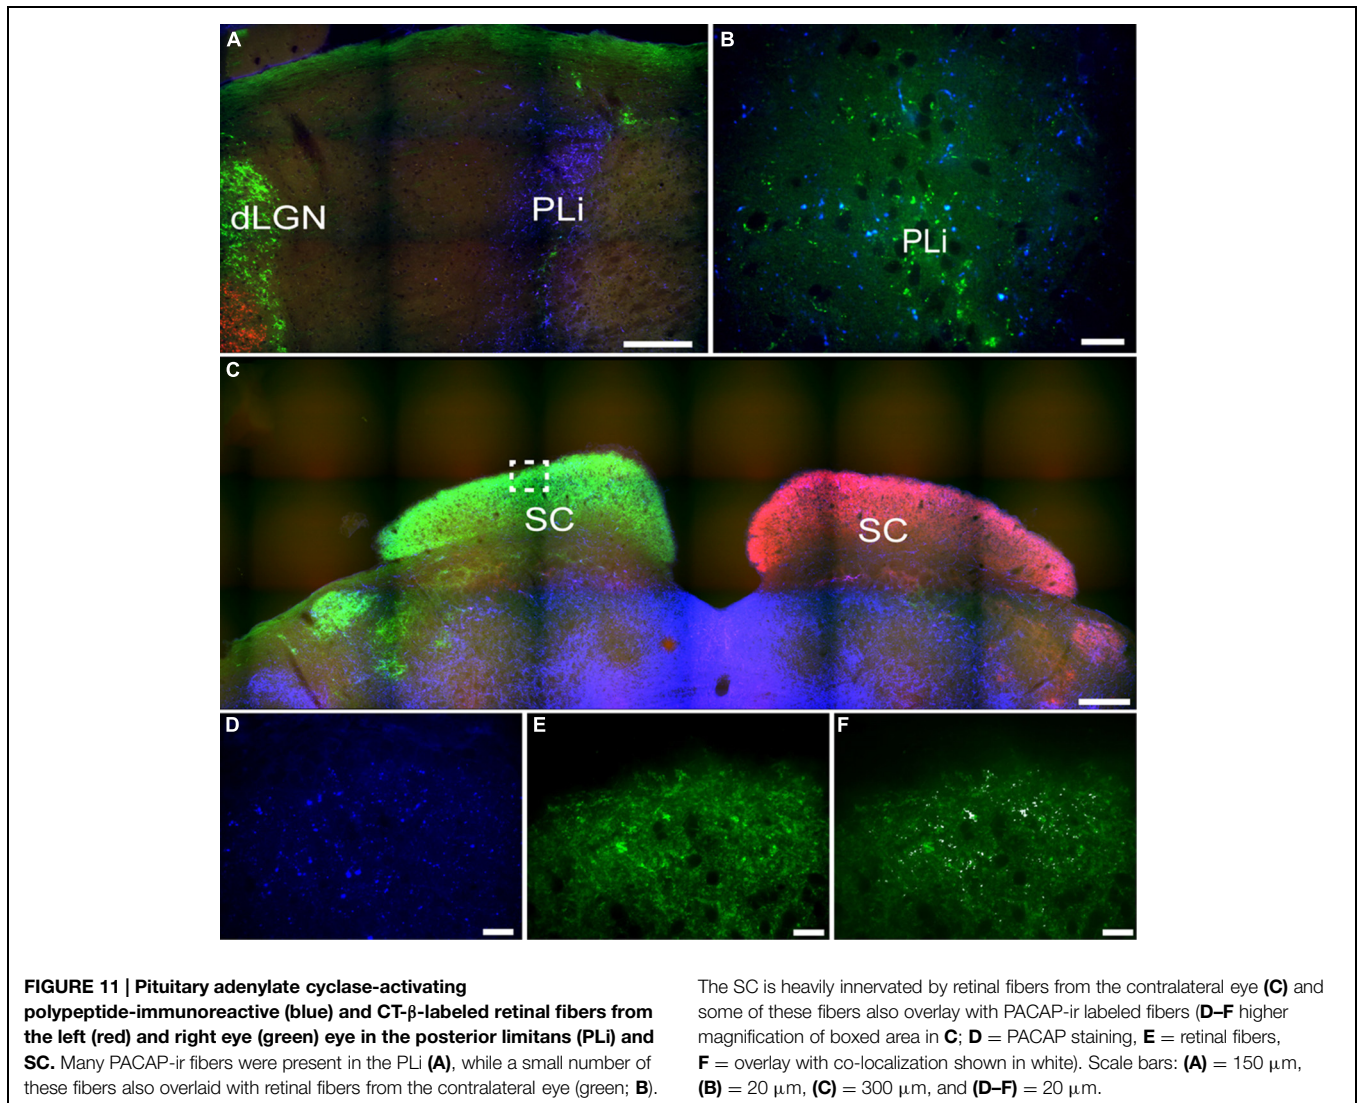 A
B
dLGN
PLi
PLi
C
SC
SC
D
E
F
FIGURE 11 | Pituitary adenylate cyclase-activating
polypeptide-immunoreactive (blue) and CT-β-labeled retinal fibers from
the left (red) and right eye (green) eye in the posterior limitans (PLi) and
SC. Many PACAP-ir fibers were present in the PLi (A), while a small number of
these fibers also overlaid with retinal fibers from the contralateral eye (green; B).
The SC is heavily innervated by retinal fibers from the contralateral eye (C) and
some of these fibers also overlay with PACAP-ir labeled fibers (D–F higher
magnification of boxed area in C; D = PACAP staining, E = retinal fibers,
F = overlay with co-localization shown in white). Scale bars: (A) = 150 μm,
(B) = 20 μm, (C) = 300 μm, and (D–F) = 20 μm.